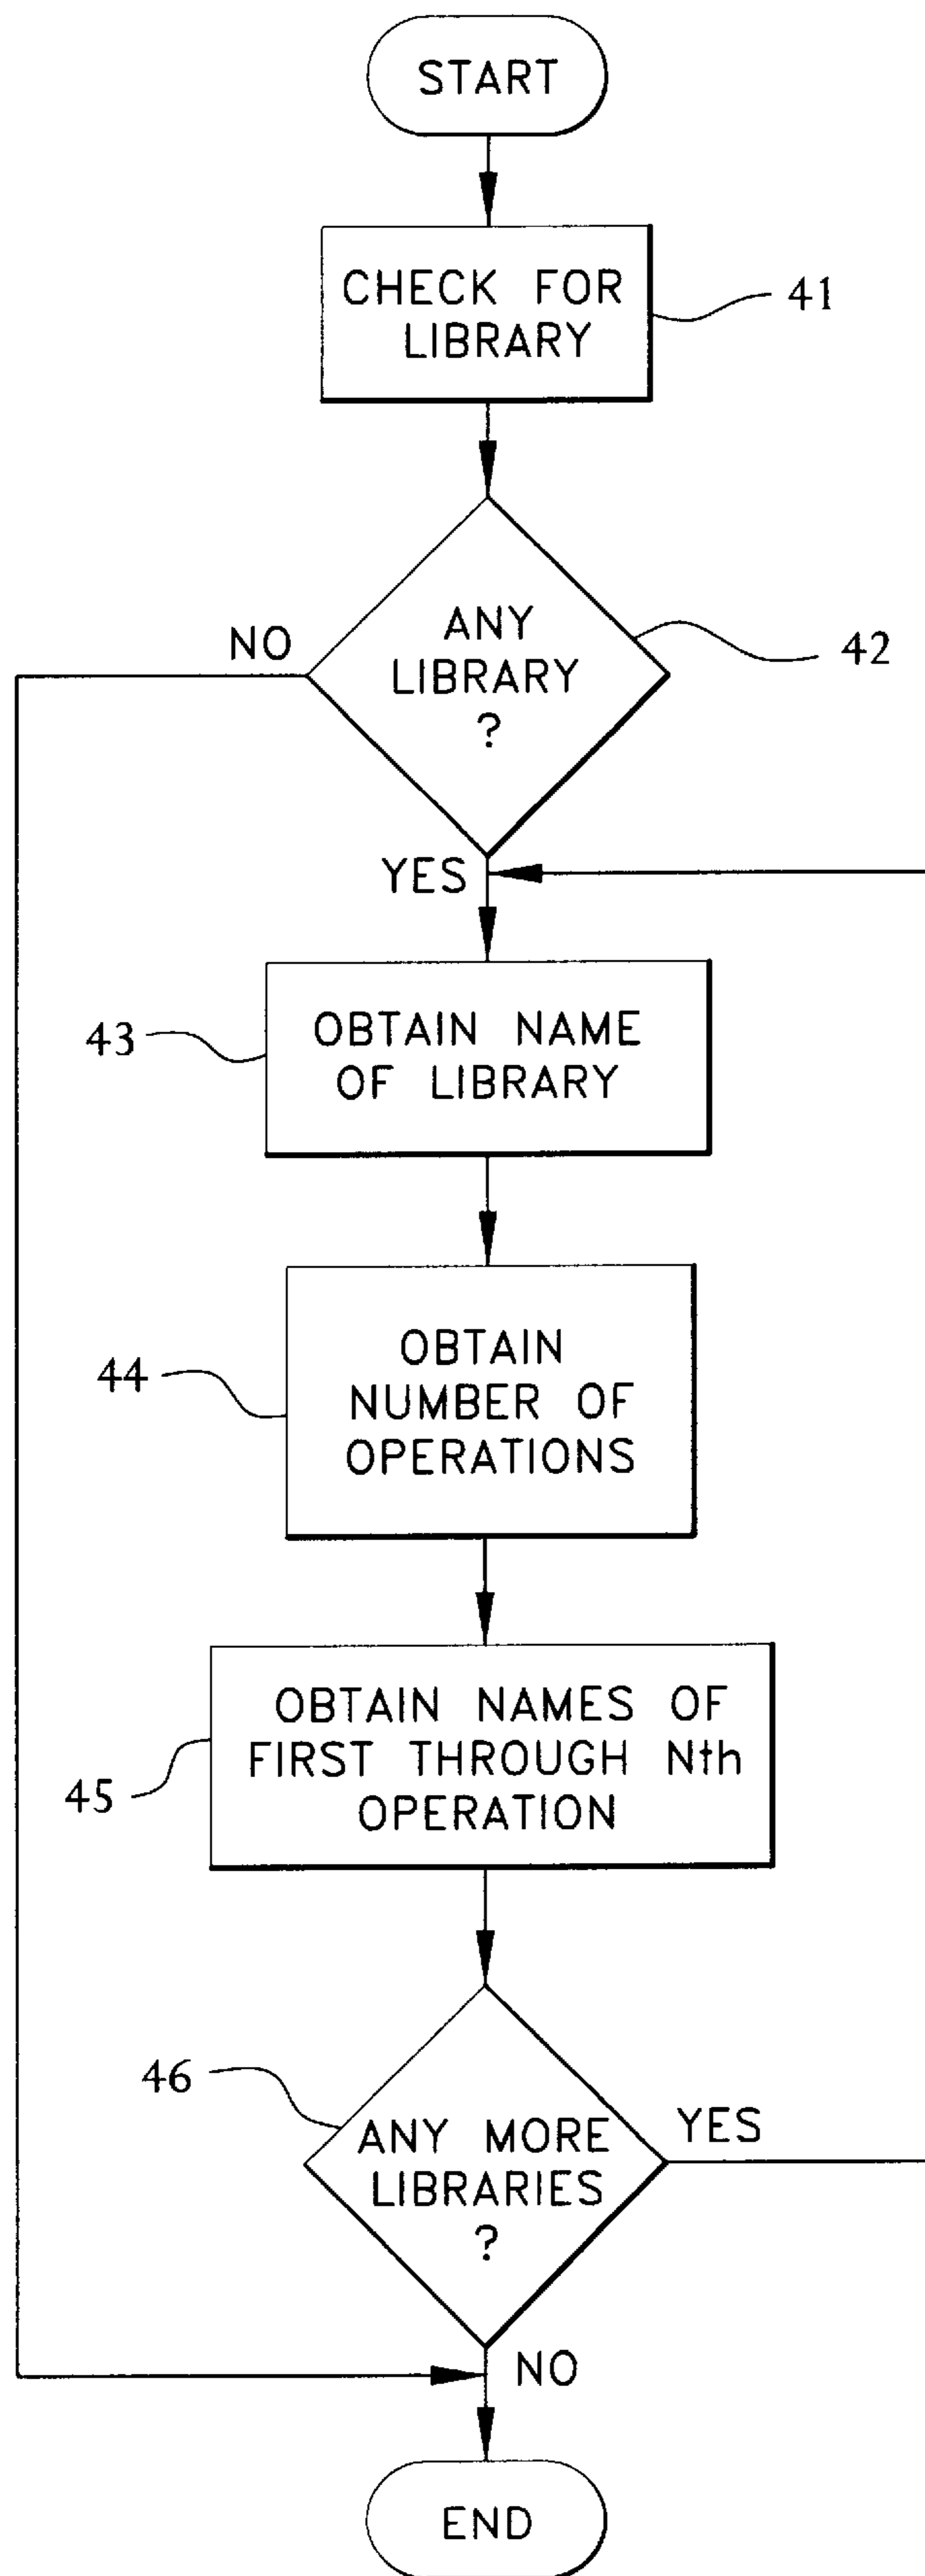 START
CHECK FOR
LIBRARY
41
ANY
LIBRARY
?
42
NO
YES
OBTAIN NAME
OF LIBRARY
43
OBTAIN
NUMBER OF
OPERATIONS
44
OBTAIN NAMES OF
FIRST THROUGH Nth
OPERATION
45
46
ANY MORE
LIBRARIES
?
YES
NO
END